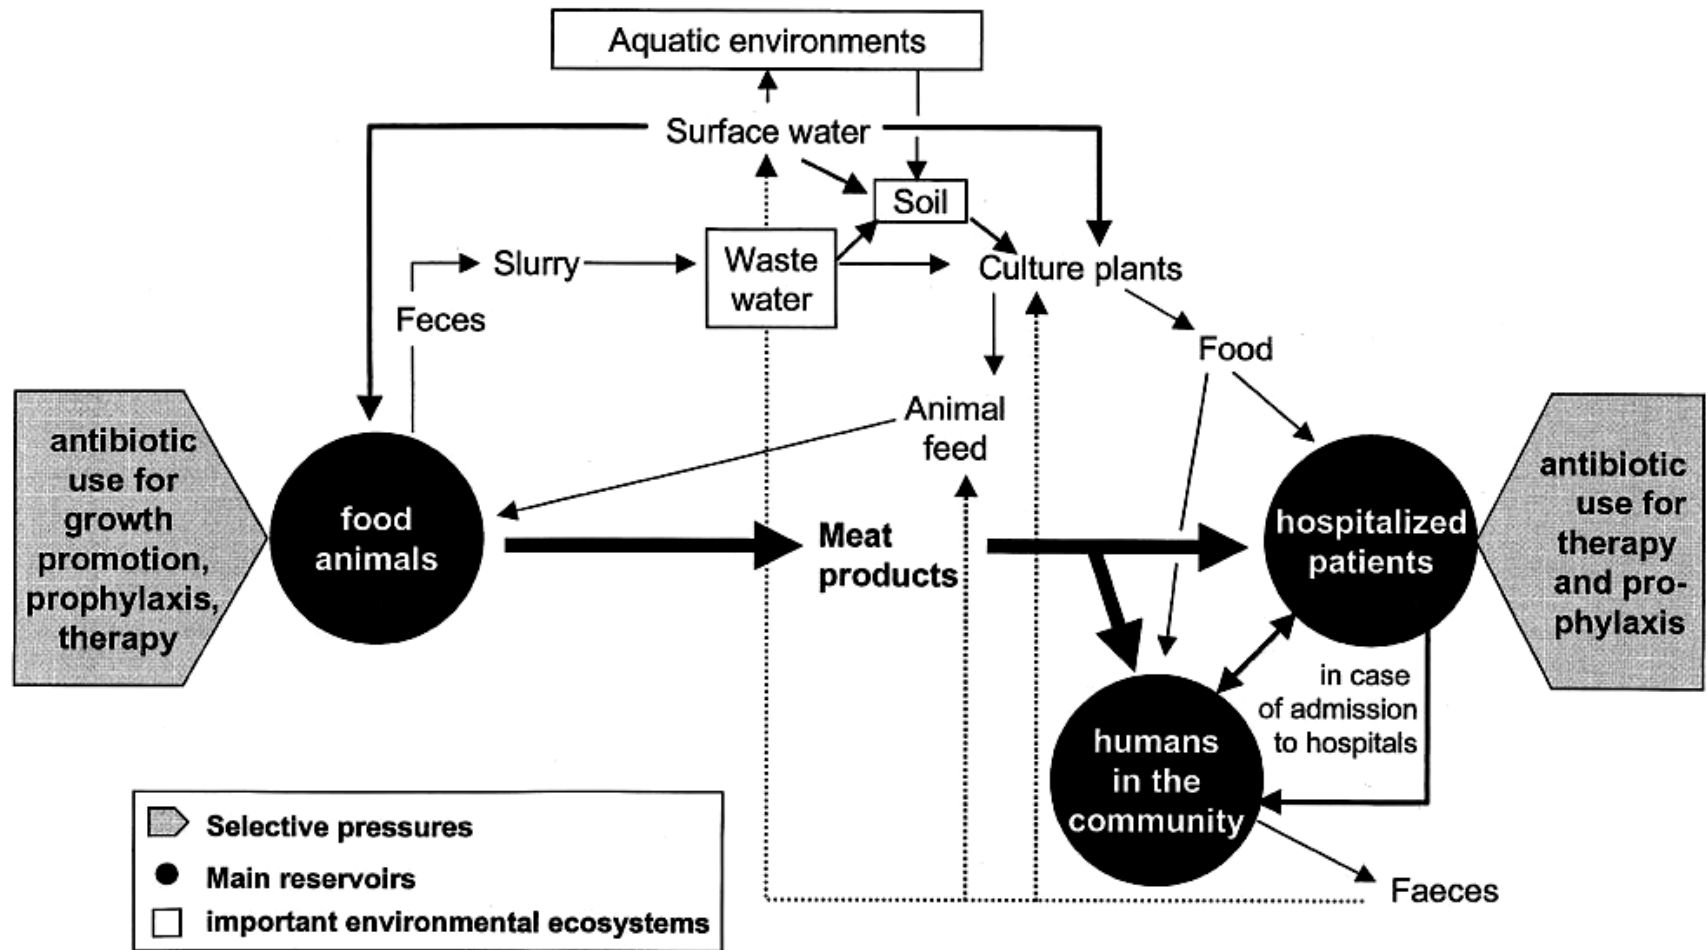 Aquatic environments
Surface water
Soil
Slurry
Waste
water
Culture plants
Feces
Food
Animal
feed
antibiotic
use for
growth
promotion,
prophylaxis,
therapy
food
animals
Meat
products
hospitalized
patients
antibiotic
use for
therapy
and pro-
phylaxis
in case
of admission
to hospitals
humans
in the
community
Faeces
Selective pressures
Main reservoirs
important environmental ecosystems